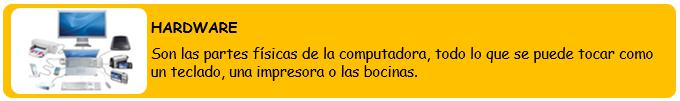 HARDWARE
Son las partes físicas de la computadora, todo lo que se puede tocar como
un teclado, una impresora o las bocinas.